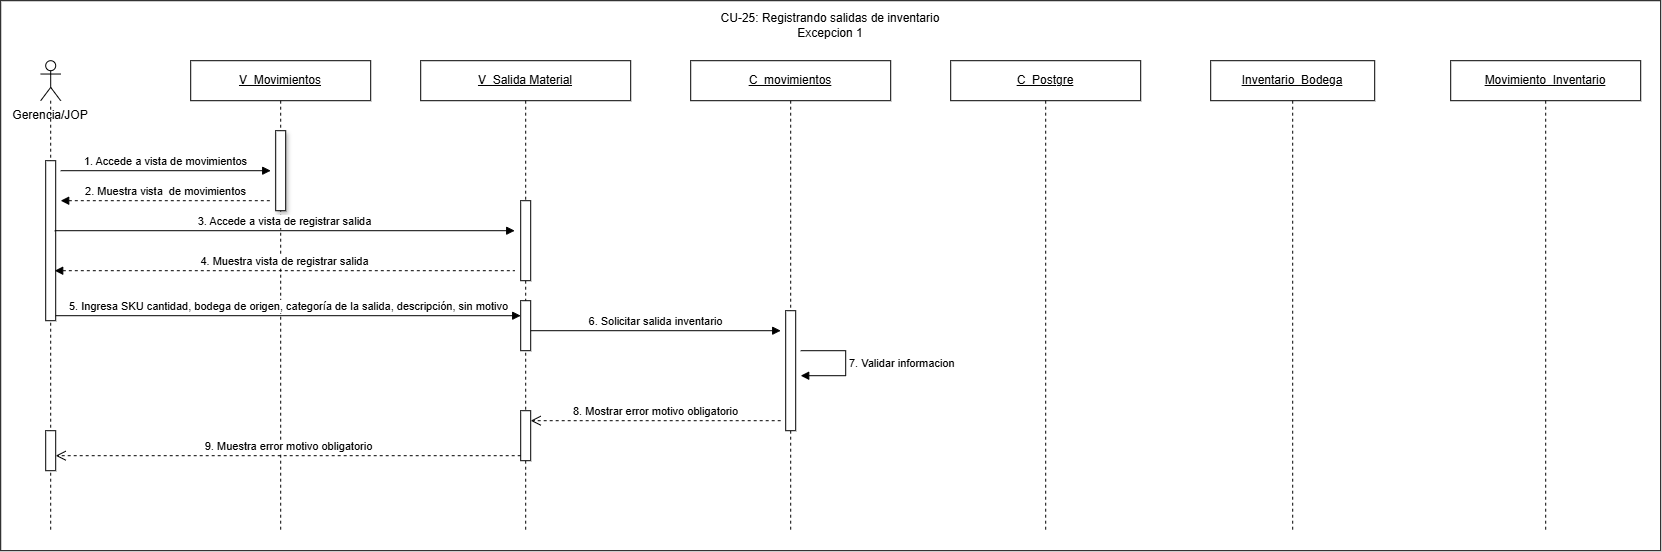 CU-25: Registrando salidas de inventario
Excepcion 1
Gerencia/JOP
V_Movimientos
V_Salida Material
C_movimientos
C_Postgre
Inventario_Bodega
Movimiento_Inventario
1. Accede a vista de movimientos
2. Muestra vista  de movimientos
3. Accede a vista de registrar salida
4. Muestra vista de registrar salida
5. Ingresa SKU cantidad, bodega de origen, categoría de la salida, descripción, sin motivo
6. Solicitar salida inventario
7. Validar informacion
8. Mostrar error motivo obligatorio
9. Muestra error motivo obligatorio